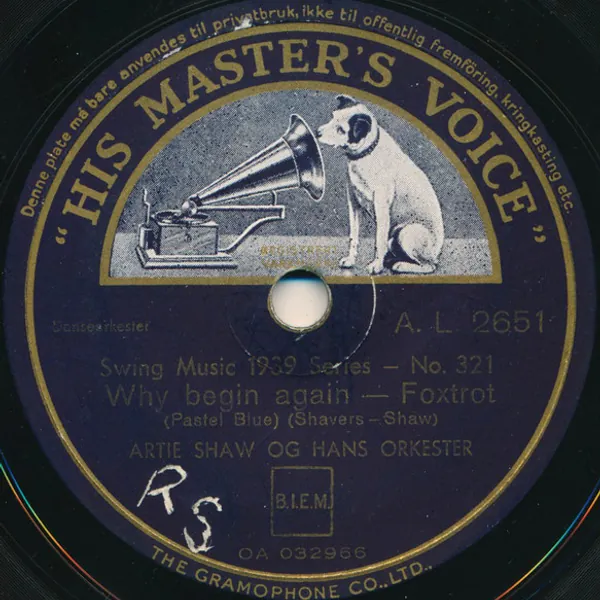 Denne plate må bare anvendes til privatbruk, ikke til offentlig fremföring, kringkasting etc.
"HIS MASTER'S VOICE"
Dansearkester
A. L. 2651
Swing Music 1939 Series – No. 321
Why begin again — Foxtrot
(Pastel Blue) (Shavers – Shaw)
ARTIE SHAW OG HANS ORKESTER
RS
B.I.E.M.
OA 032966
THE GRAMOPHONE CO., LTD.,